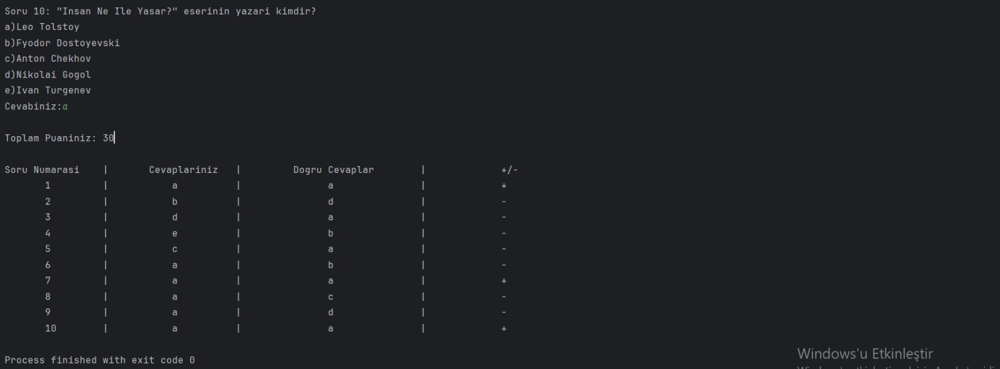 Soru 10: "Insan Ne Ile Yasar?" eserinin yazari kimdir?
a)Leo Tolstoy
b)Fyodor Dostoyevski
c)Anton Chekhov
d)Nikolai Gogol
e)Ivan Turgenev
Cevabiniz:a
Toplam Puaniniz: 30
Soru Numarasi | Cevaplariniz | Dogru Cevaplar | +/-
1 | a | a | +
2 | b | d | -
3 | d | a | -
4 | e | b | -
5 | c | a | -
6 | a | b | -
7 | a | a | +
8 | a | c | -
9 | a | d | -
10 | a | a | +
Process finished with exit code 0
Windows'u Etkinleştir